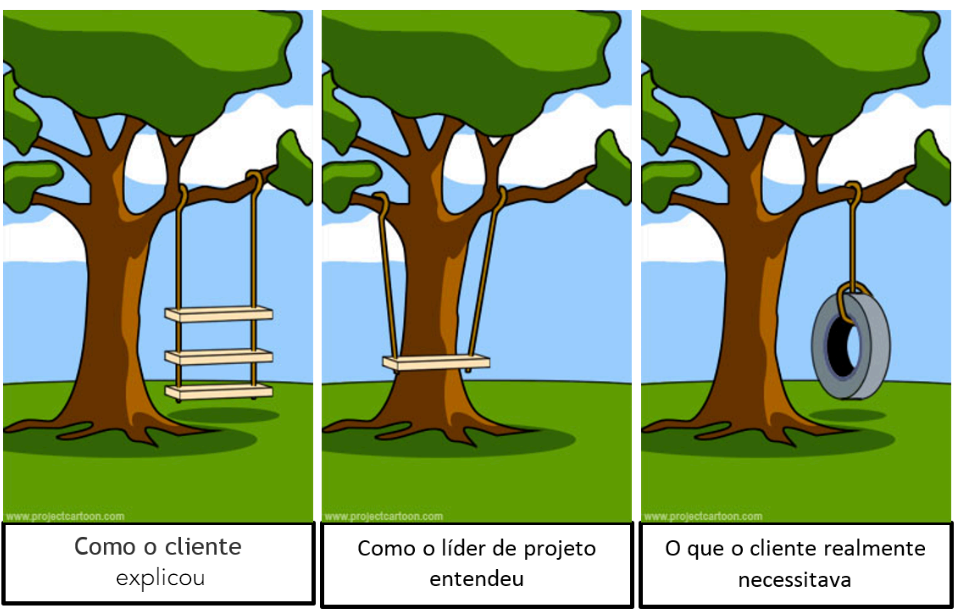 www.projectcartoon.com
www.projectcartoon.com
www.projectcartoon.com
Como o cliente
explicou
Como o líder de projeto
entendeu
O que o cliente realmente
necessitava